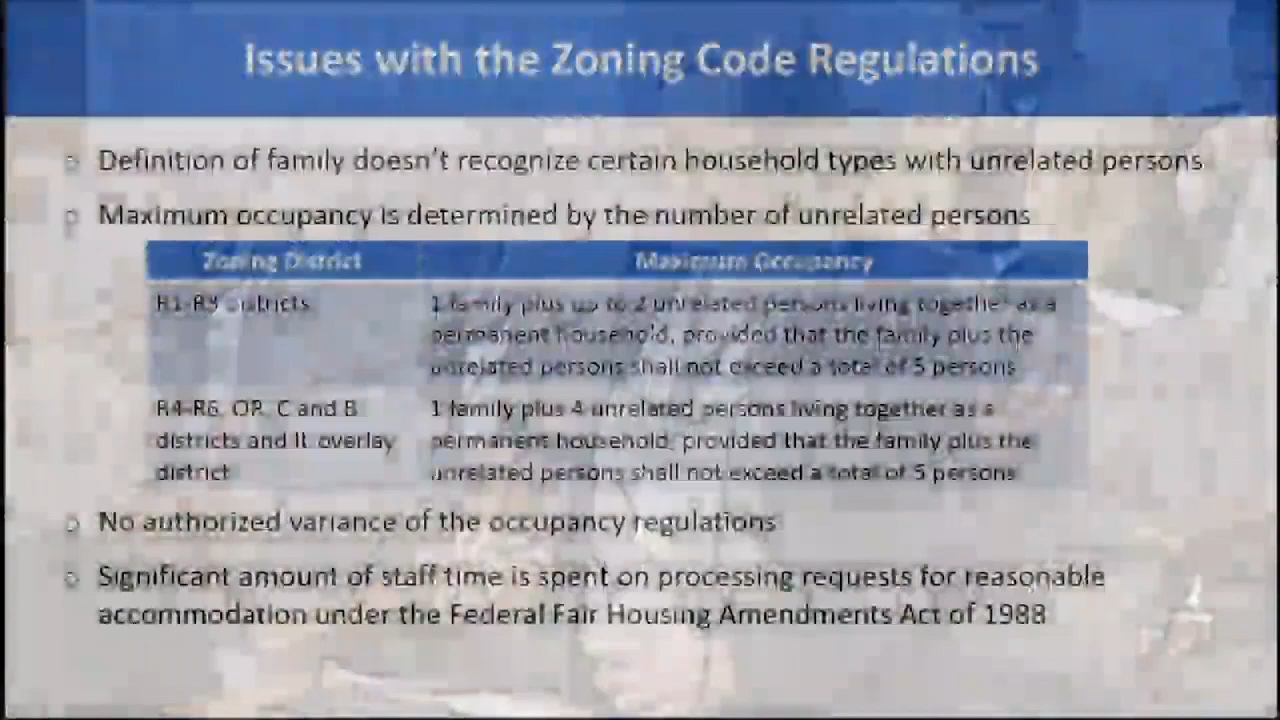 Issues with the Zoning Code Regulations
Definition of family doesn't recognize certain household types with unrelated persons
Maximum occupancy is determined by the number of unrelated persons
Zoning District Maximum Occupancy
R1-R3 districts 1 family plus up to 2 unrelated persons living together as a
permanent household, provided that the family plus the
unrelated persons shall not exceed a total of 5 persons
R4-R6, OR, C and B 1 family plus 4 unrelated persons living together as a
districts and IL overlay permanent household, provided that the family plus the
district unrelated persons shall not exceed a total of 5 persons
No authorized variance of the occupancy regulations
Significant amount of staff time is spent on processing requests for reasonable
accommodation under the Federal Fair Housing Amendments Act of 1988